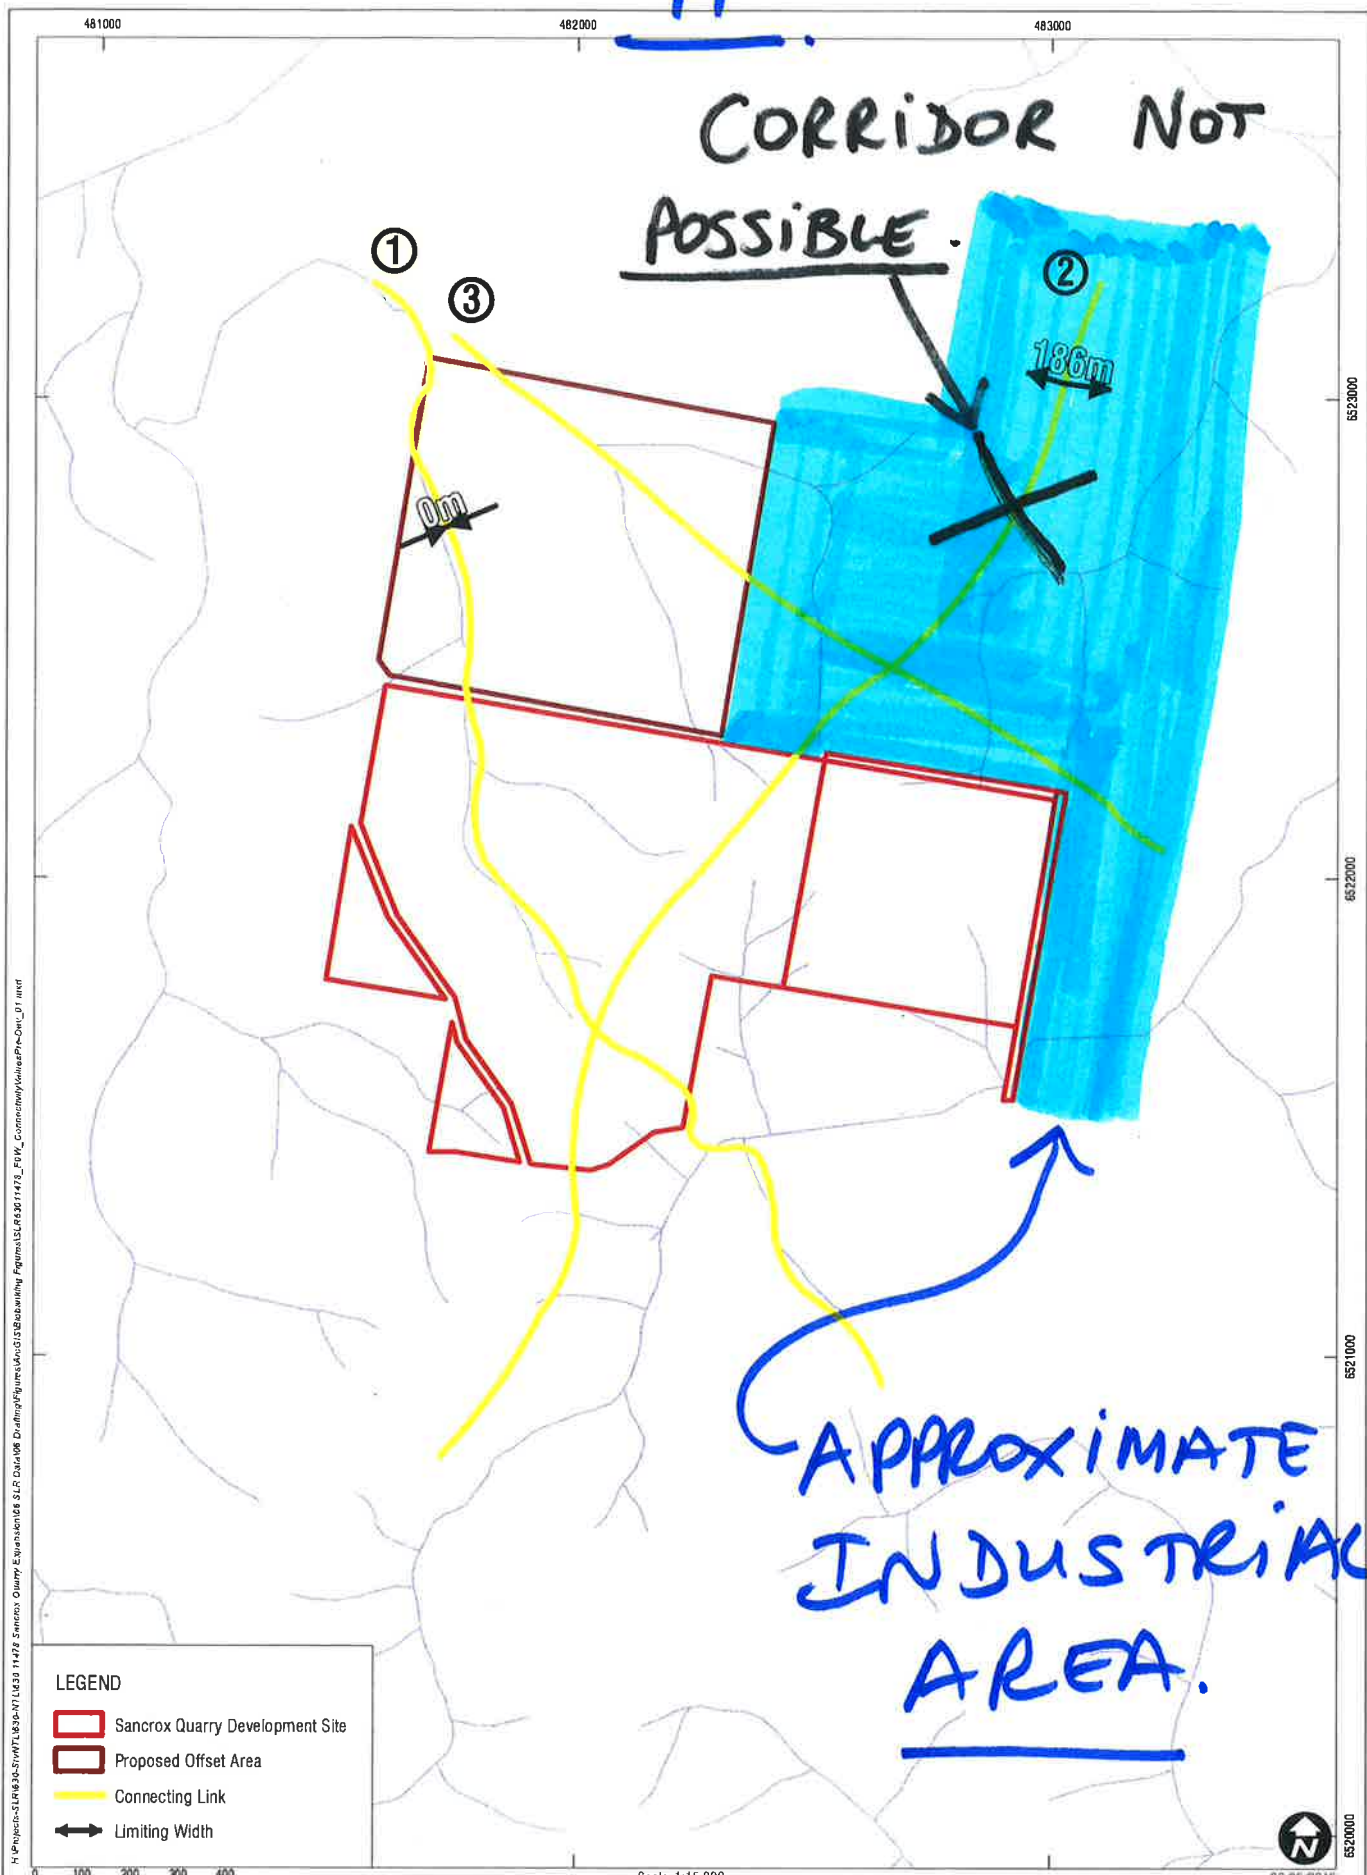 481000
482000
483000
CORRiDOR NOT
POSSiBLE.
①
③
②
186m
0m
6523000
6522000
6521000
6520000
APPROXiMATE
INDUSTRiAL
AREA.
LEGEND
Sancrox Quarry Development Site
Proposed Offset Area
Connecting Link
Limiting Width
N